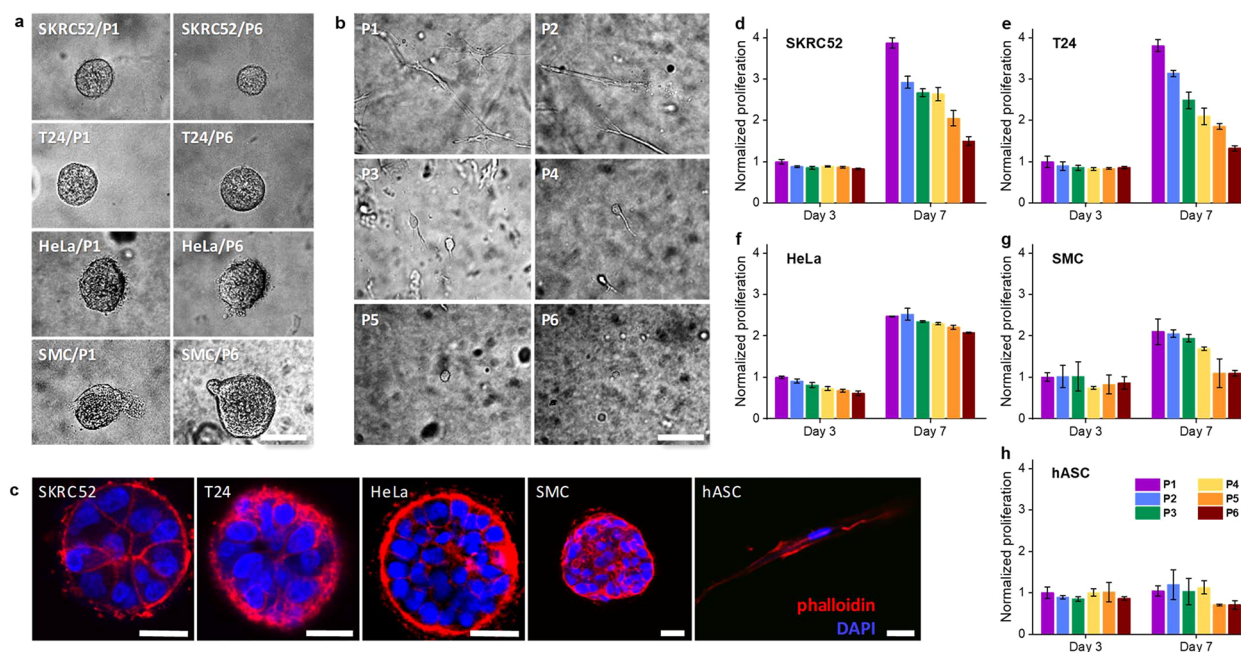 a
SKRC52/P1
SKRC52/P6
T24/P1
T24/P6
HeLa/P1
HeLa/P6
SMC/P1
SMC/P6
b
P1
P2
P3
P4
P5
P6
c
SKRC52
T24
HeLa
SMC
hASC
phalloidin
DAPI
d
SKRC52
Normalized proliferation
4
3
2
1
0
Day 3
Day 7
e
T24
Normalized proliferation
4
3
2
1
0
Day 3
Day 7
f
HeLa
Normalized proliferation
4
3
2
1
0
Day 3
Day 7
g
SMC
Normalized proliferation
4
3
2
1
0
Day 3
Day 7
h
hASC
Normalized proliferation
4
3
2
1
0
Day 3
Day 7
P1
P2
P3
P4
P5
P6